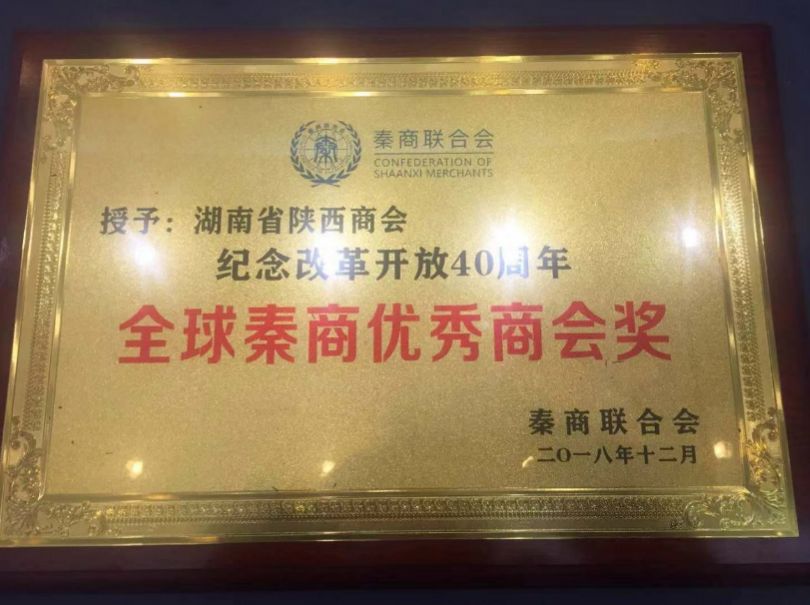 秦商联合会
CONFEDERATION OF
SHAANXI MERCHANTS
授予：湖南省陕西商会
纪念改革开放40周年
全球秦商优秀商会奖
秦商联合会
二O一八年十二月